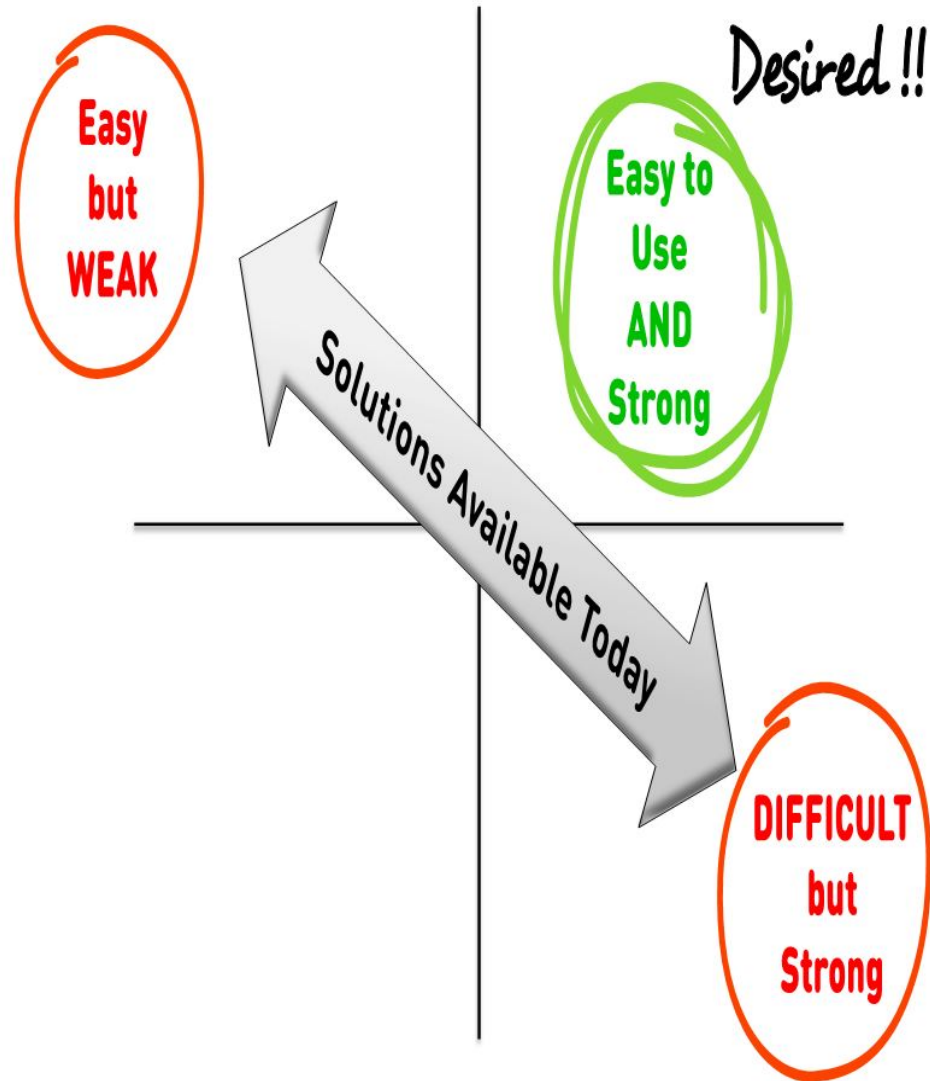 Desired !!
Easy
but
WEAK
Easy to
Use
AND
Strong
Solutions Available Today
DIFFICULT
but
Strong